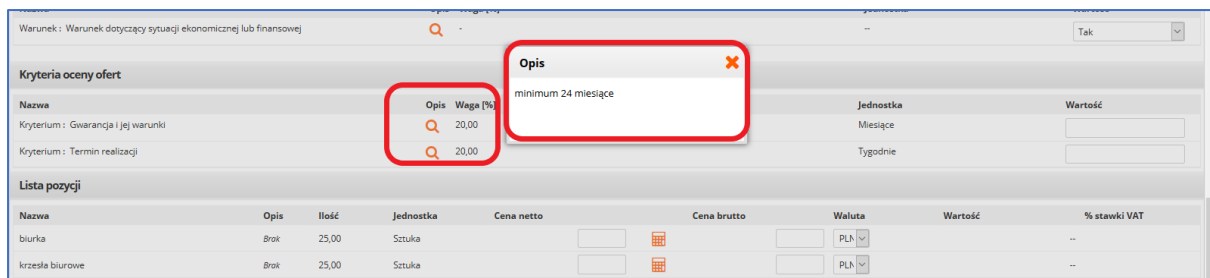 Warunek : Warunek dotyczący sytuacji ekonomicznej lub finansowej - -- Tak
Opis
minimum 24 miesiące
Kryteria oceny ofert
Nazwa Opis Waga [%] Jednostka Wartość
Kryterium : Gwarancja i jej warunki 20,00 Miesiące
Kryterium : Termin realizacji 20,00 Tygodnie
Lista pozycji
Nazwa Opis Ilość Jednostka Cena netto Cena brutto Waluta Wartość % stawki VAT
biurka Brak 25,00 Sztuka PLN --
krzesła biurowe Brak 25,00 Sztuka PLN --